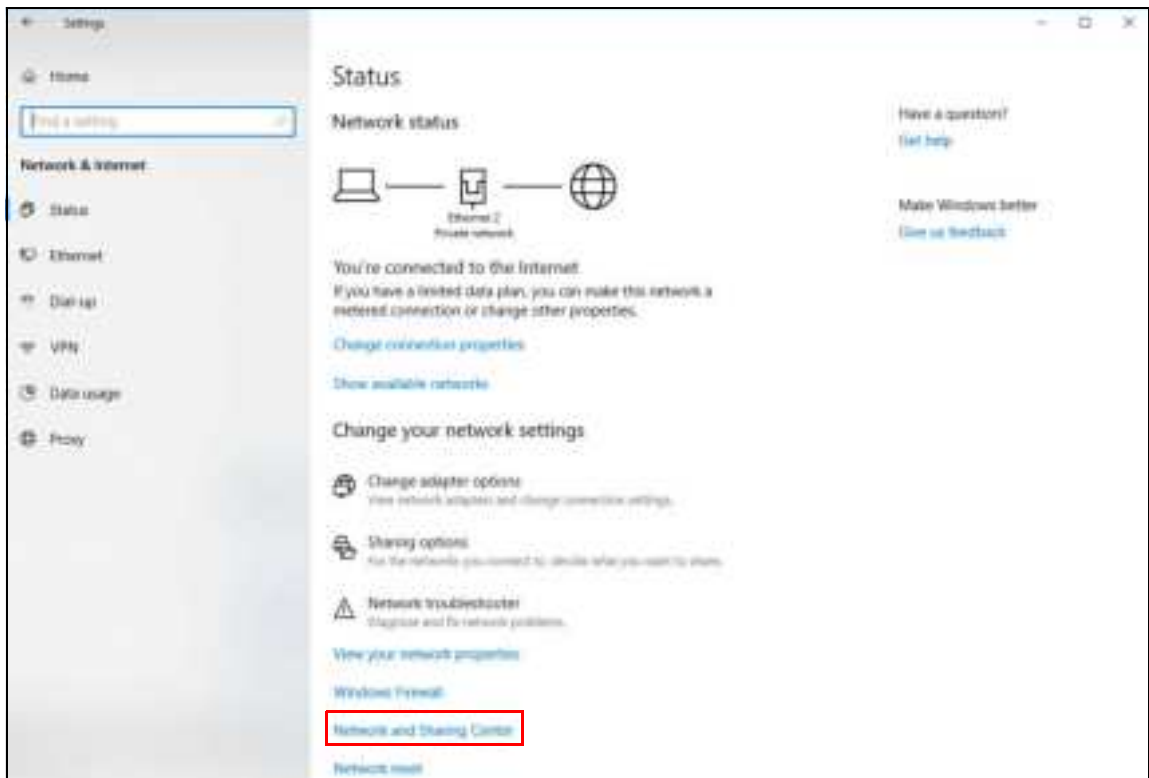 Settings
Home
Find a setting
Network & Internet
Status
Ethernet
Dial-up
VPN
Data usage
Proxy
Status
Network status
Ethernet 2
Private network
You're connected to the Internet
If you have a limited data plan, you can make this network a
metered connection or change other properties.
Change connection properties
Show available networks
Change your network settings
Change adapter options
View network adapters and change connection settings.
Sharing options
For the networks you connect to, decide what you want to share.
Network troubleshooter
Diagnose and fix network problems.
View your network properties
Windows Firewall
Network and Sharing Center
Network reset
Have a question?
Get help
Make Windows better
Give us feedback